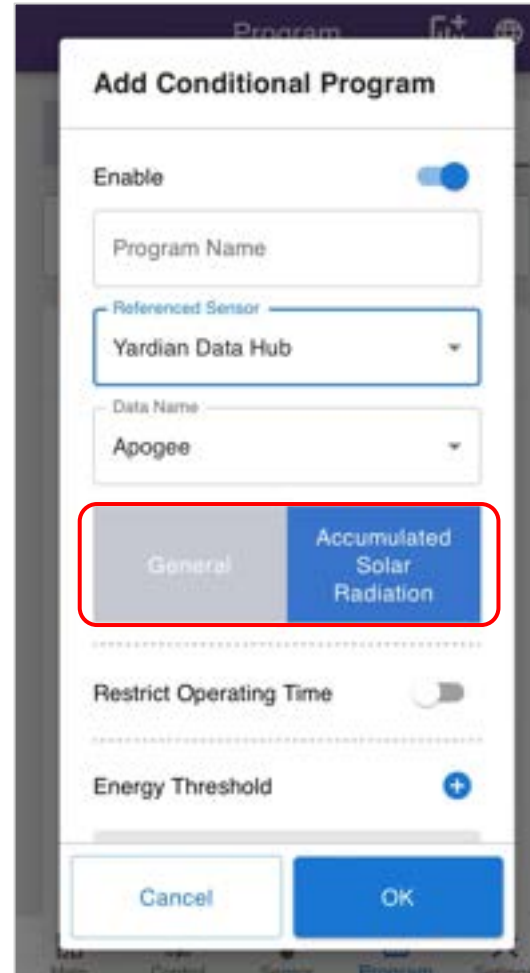 Program
Add Conditional Program
Enable
Program Name
Referenced Sensor
Yardian Data Hub
Data Name
Apogee
General
Accumulated
Solar
Radiation
Restrict Operating Time
Energy Threshold
Cancel
OK
Program